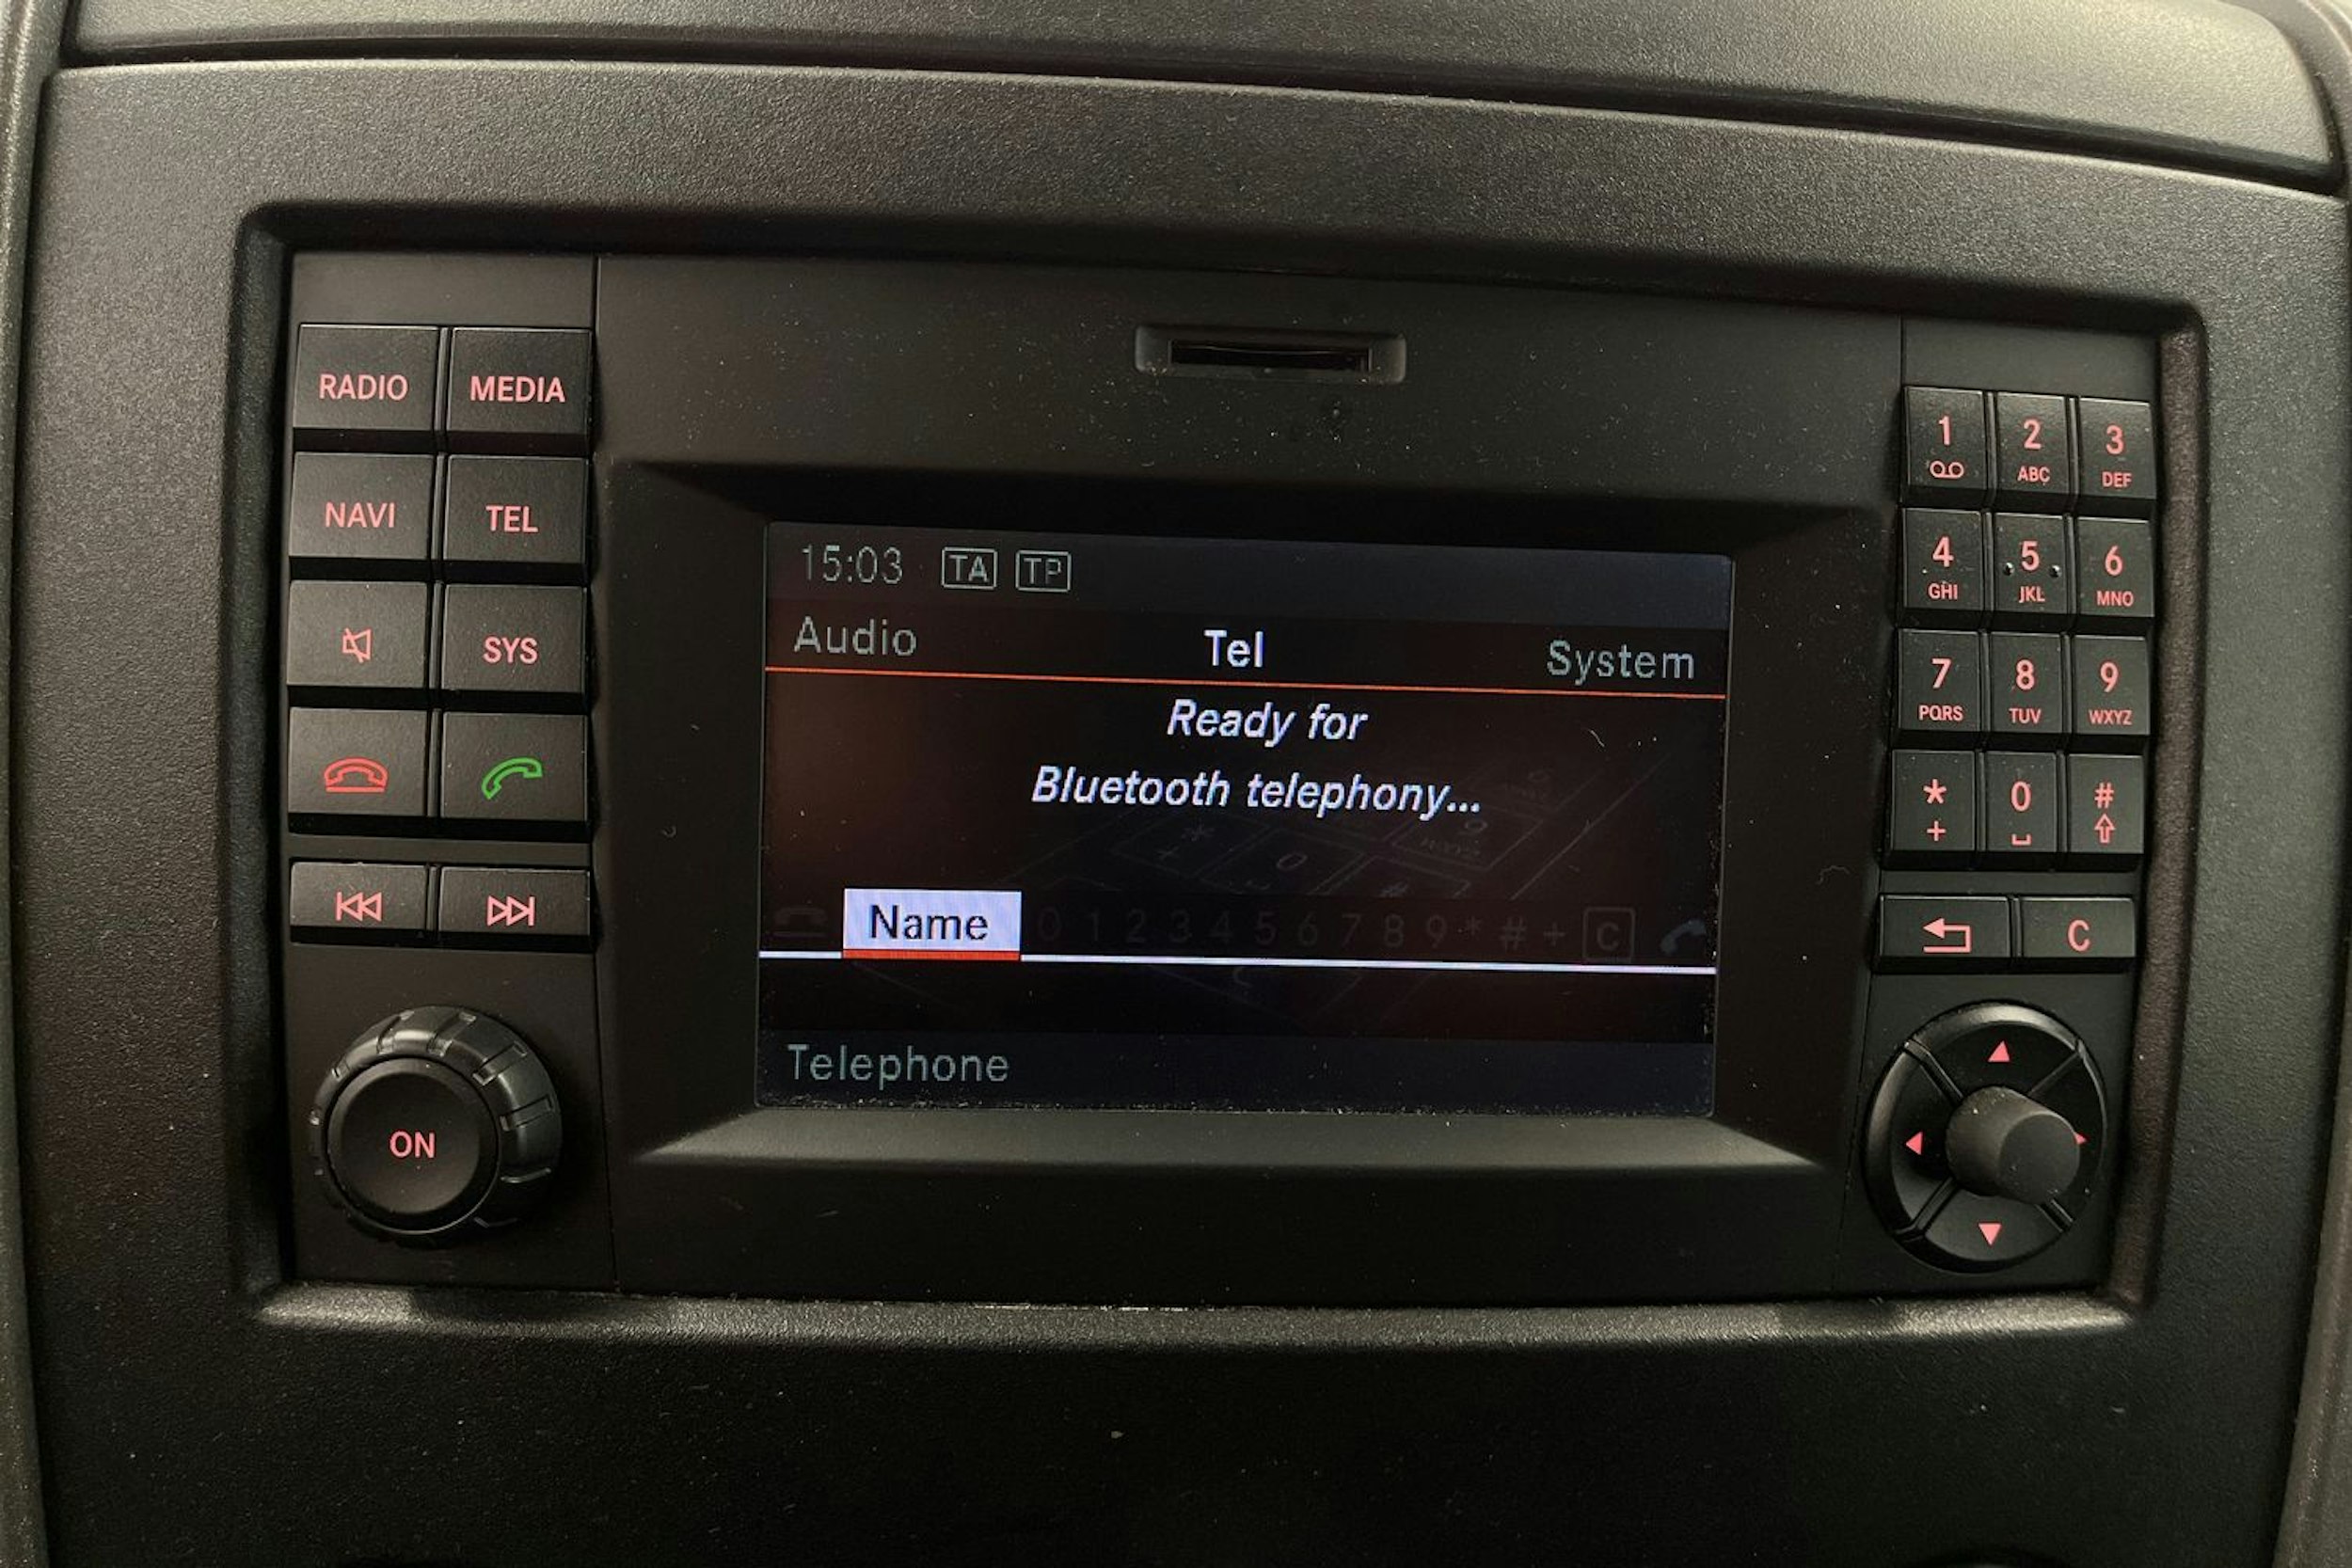 RADIO MEDIA
NAVI TEL
SYS
ON
15:03 TA TP
Audio Tel System
Ready for
Bluetooth telephony...
Name 0 1 2 3 4 5 6 7 8 9 * # + C
Telephone
1 2 3
ABC DEF
4 5 6
GHI JKL MNO
7 8 9
PQRS TUV WXYZ
* 0 #
+
C